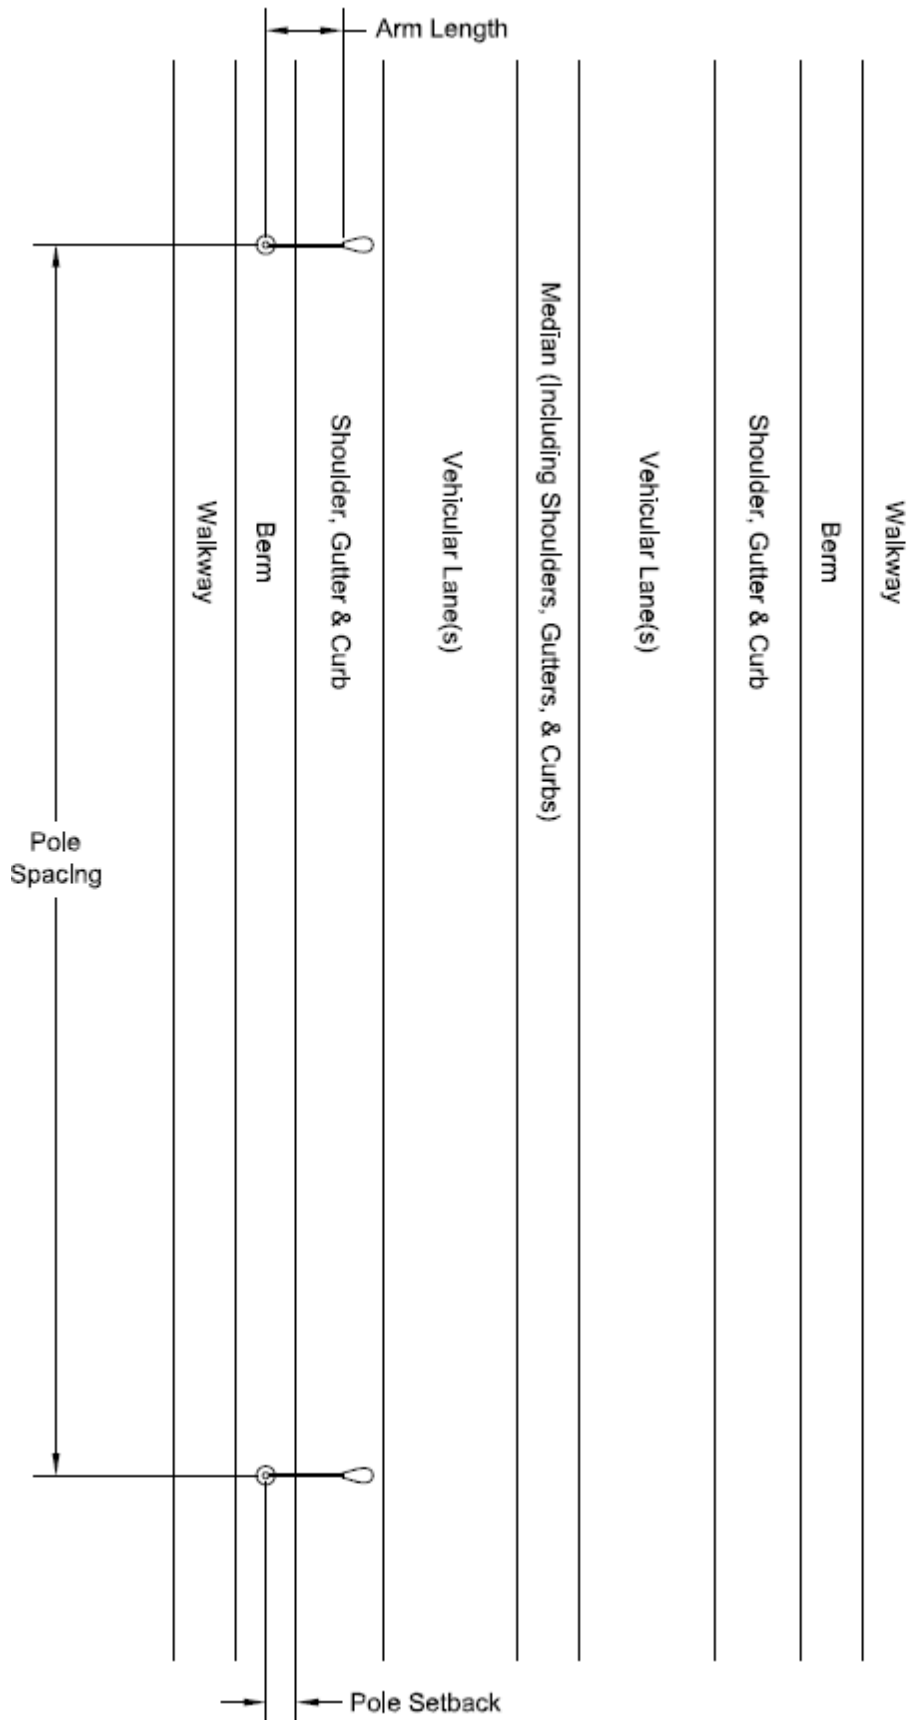 Arm Length
Walkway
Berm
Shoulder, Gutter & Curb
Vehicular Lane(s)
Median (Including Shoulders, Gutters, & Curbs)
Vehicular Lane(s)
Shoulder, Gutter & Curb
Berm
Walkway
Pole
Spacing
Pole Setback